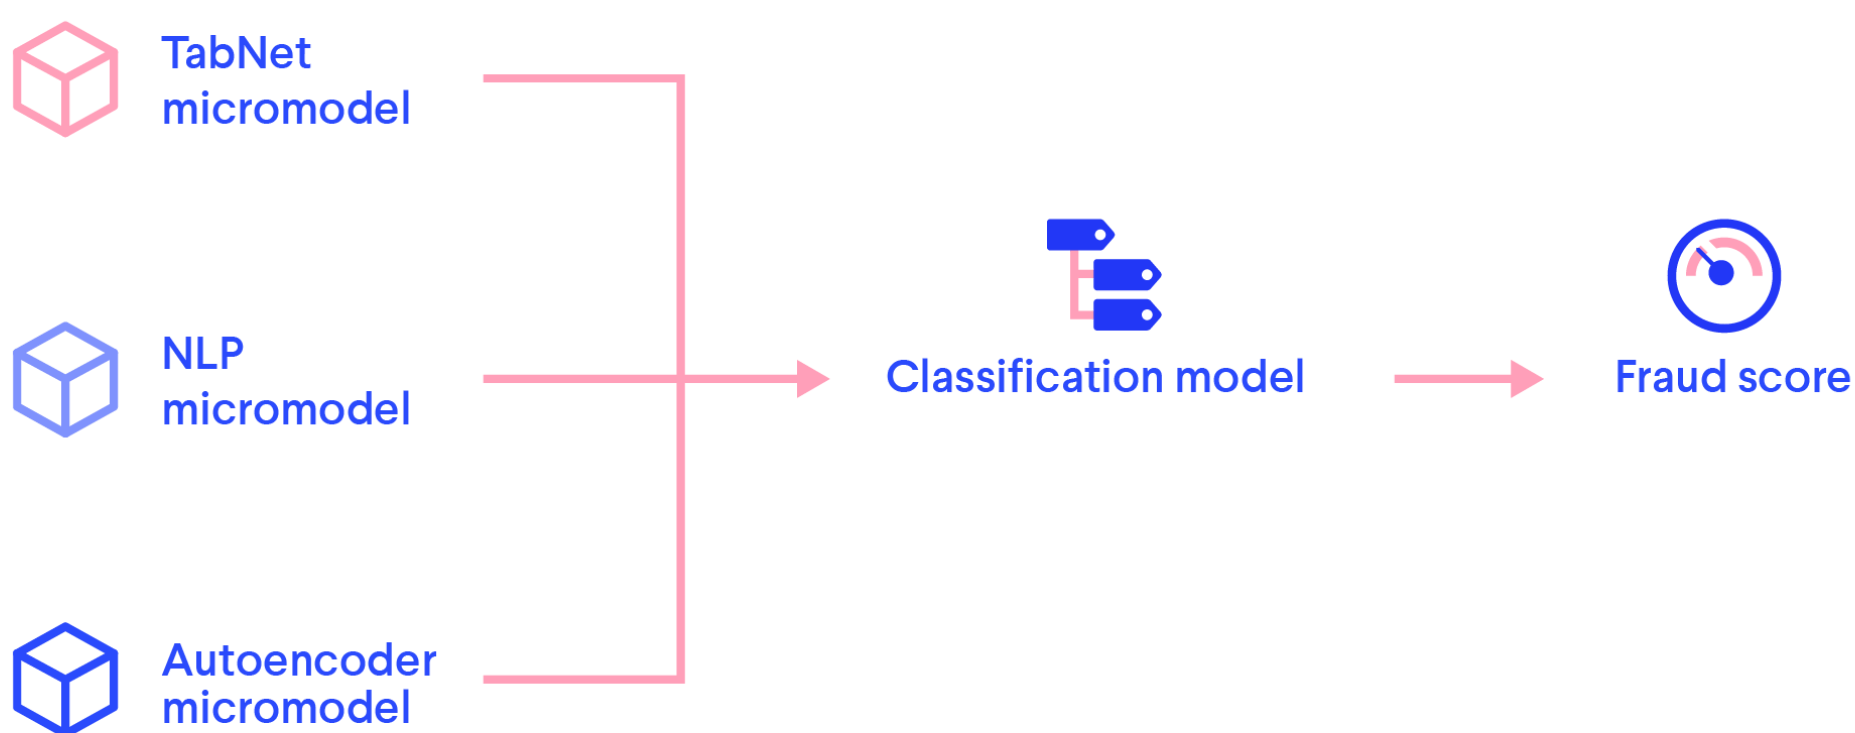 TabNet
micromodel
NLP
micromodel
Autoencoder
micromodel
Classification model
Fraud score